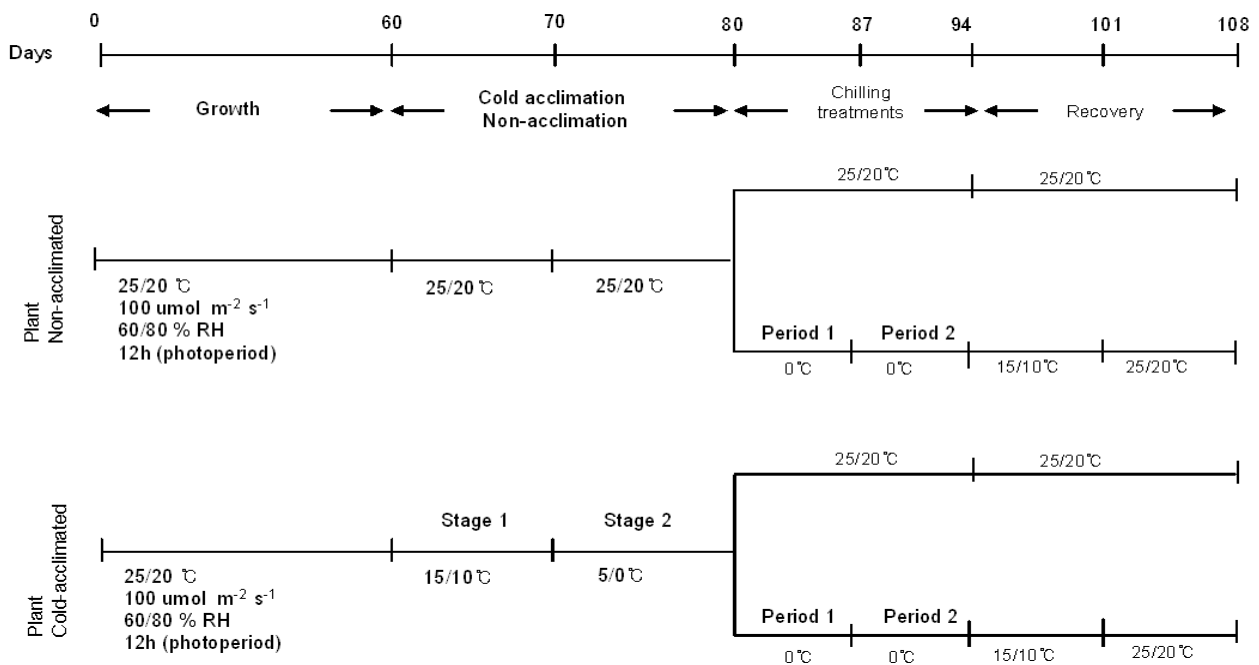 0 60 70 80 87 94 101 108
Days
Growth
Cold acclimation
Non-acclimation
Chilling
treatments
Recovery
Plant
Non-acclimated
25/20℃ 25/20℃
25/20 ℃
100 umol m⁻² s⁻¹
60/80 % RH
12h (photoperiod)
25/20℃ 25/20℃
Period 1 Period 2
0℃ 0℃ 15/10℃ 25/20℃
Plant
Cold-acclimated
25/20℃ 25/20℃
Stage 1 Stage 2
25/20 ℃
100 umol m⁻² s⁻¹
60/80 % RH
12h (photoperiod)
15/10℃ 5/0℃
Period 1 Period 2
0℃ 0℃ 15/10℃ 25/20℃